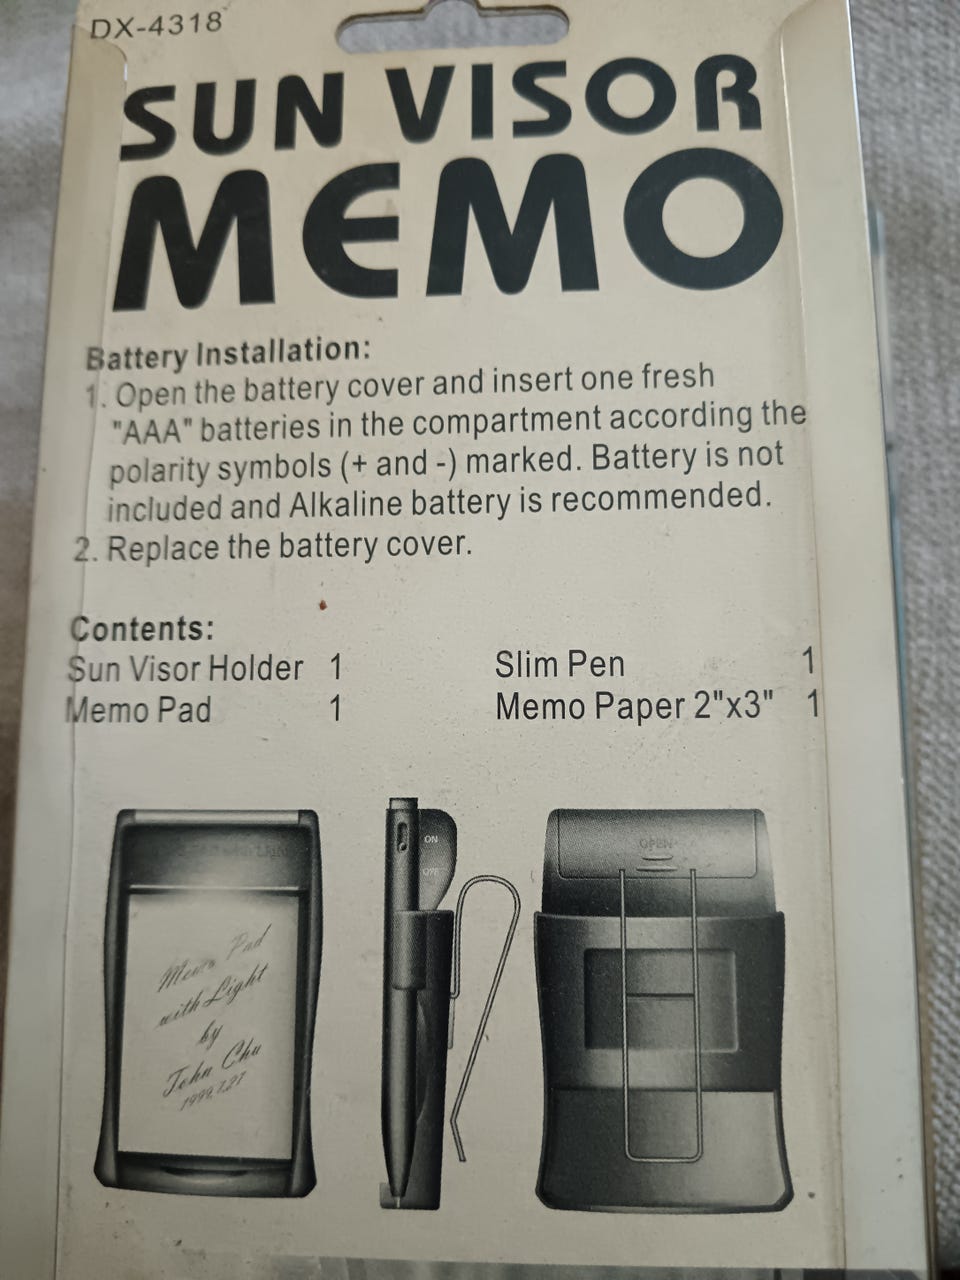 DX-4318
SUN VISOR
MEMO
Battery Installation:
1. Open the battery cover and insert one fresh
"AAA" batteries in the compartment according the
polarity symbols (+ and -) marked. Battery is not
included and Alkaline battery is recommended.
2. Replace the battery cover.
Contents:
Sun Visor Holder 1 Slim Pen 1
Memo Pad 1 Memo Paper 2"x3" 1
ON
OFF
OPEN
Memo Pad
with Light
by
John Chu
1999.7.27